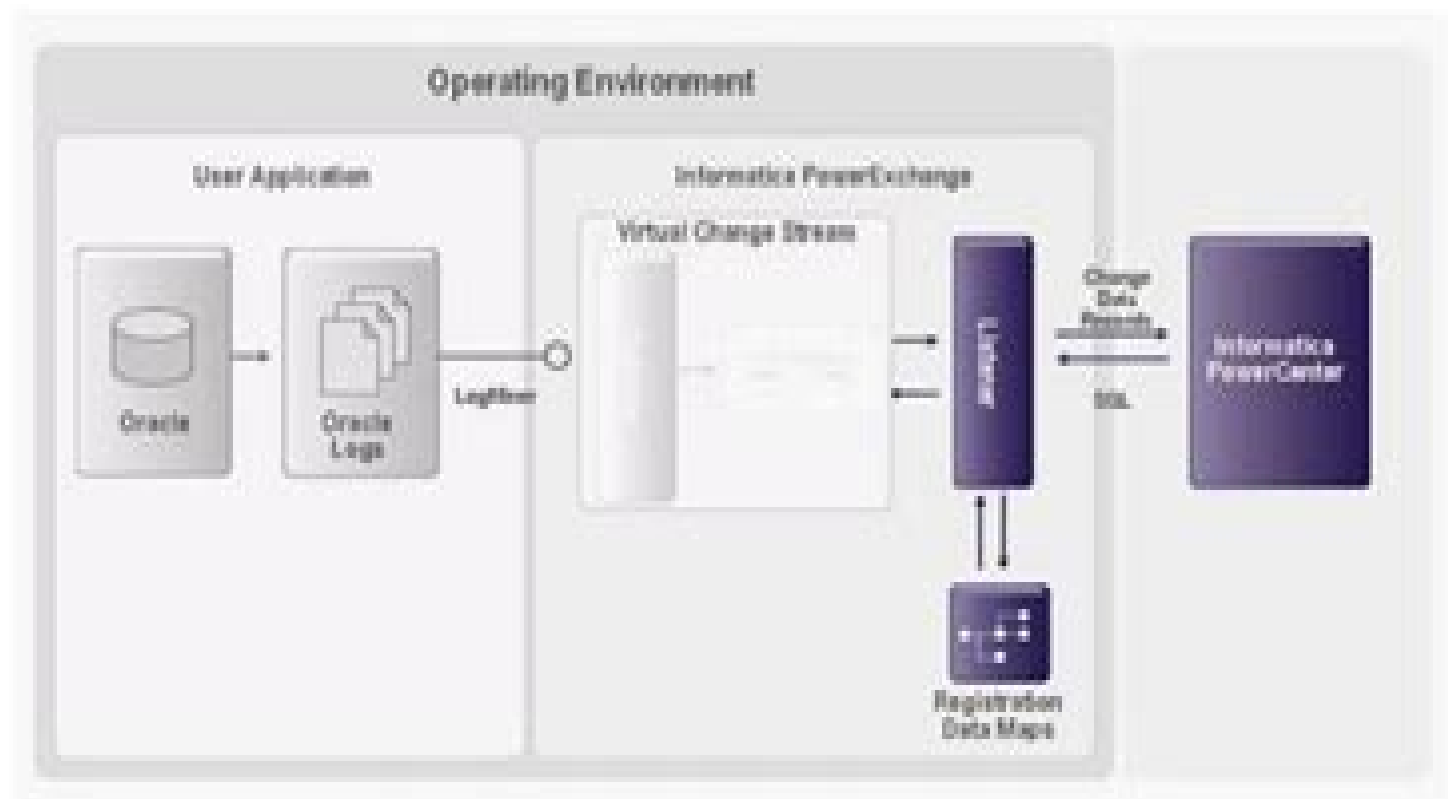 Operating Environment
User Application
Informatica PowerExchange
Virtual Change Stream
Oracle
Oracle
Logs
LogMiner
Listener
Change
Data
Records
SQL
Informatica
PowerCenter
Registration
Data Maps